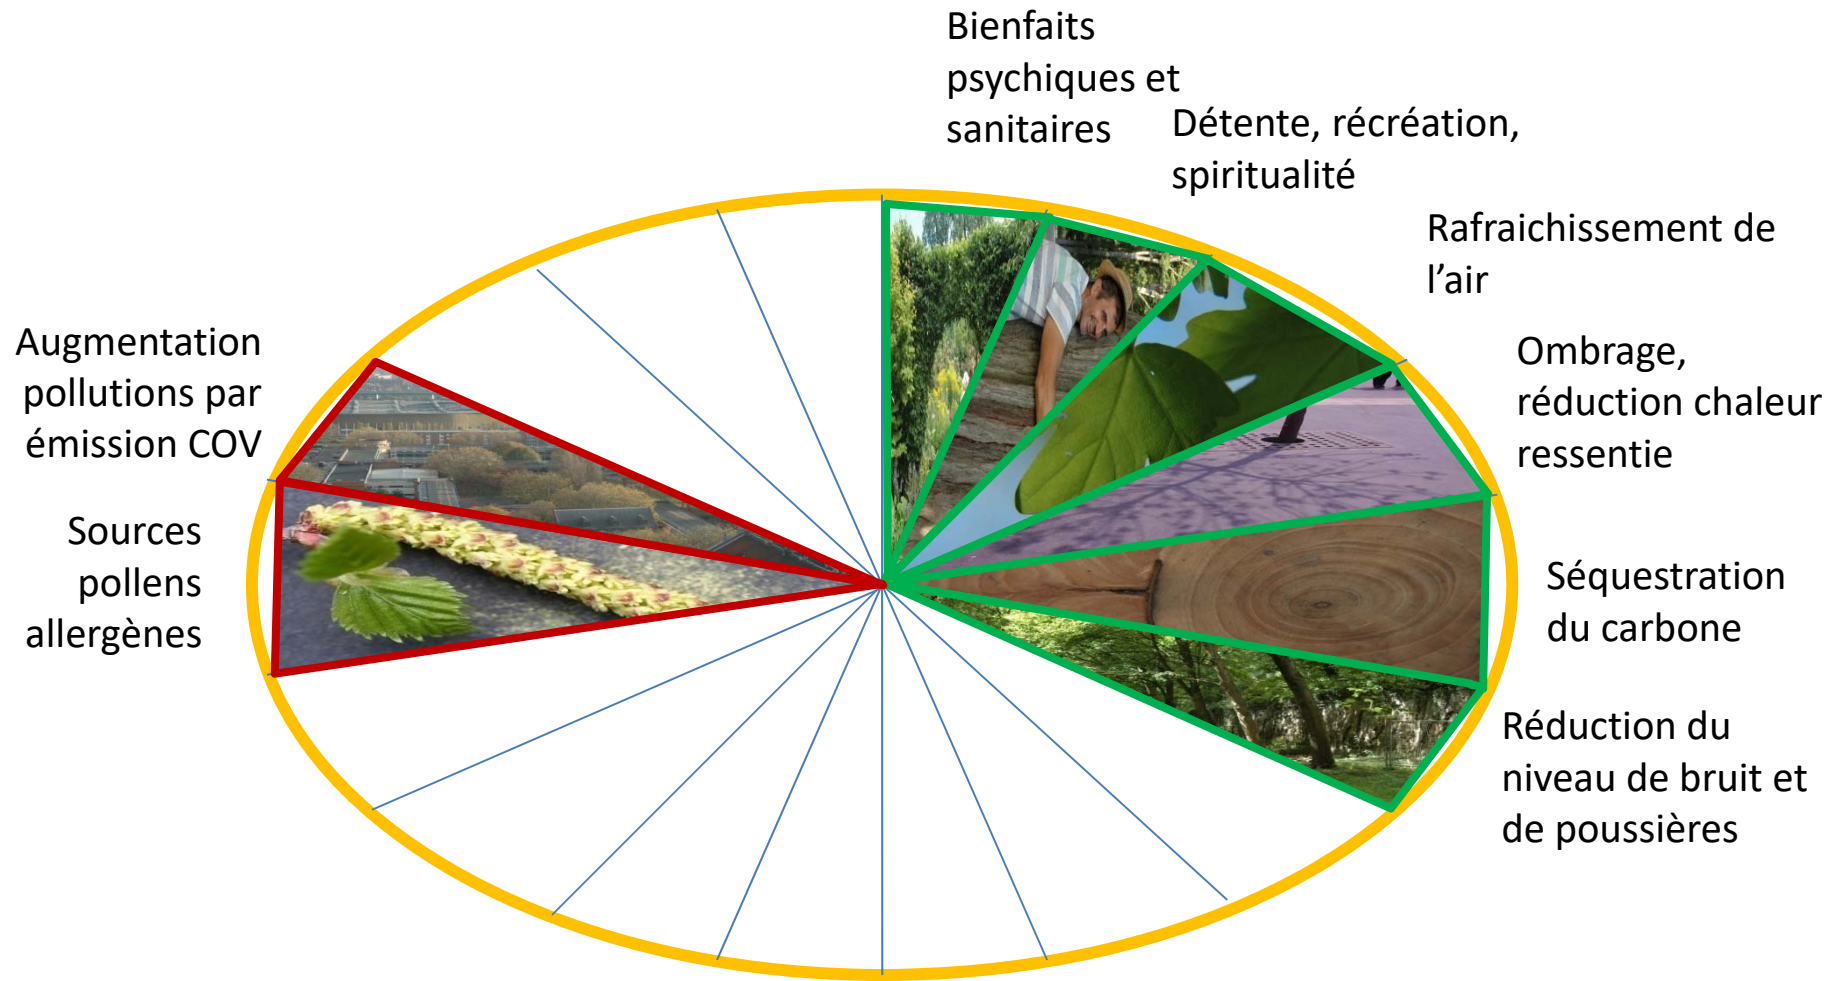 Bienfaits
psychiques et
sanitaires
Détente, récréation,
spiritualité
Rafraichissement de
l’air
Ombrage,
réduction chaleur
ressentie
Séquestration
du carbone
Réduction du
niveau de bruit et
de poussières
Augmentation
pollutions par
émission COV
Sources
pollens
allergènes